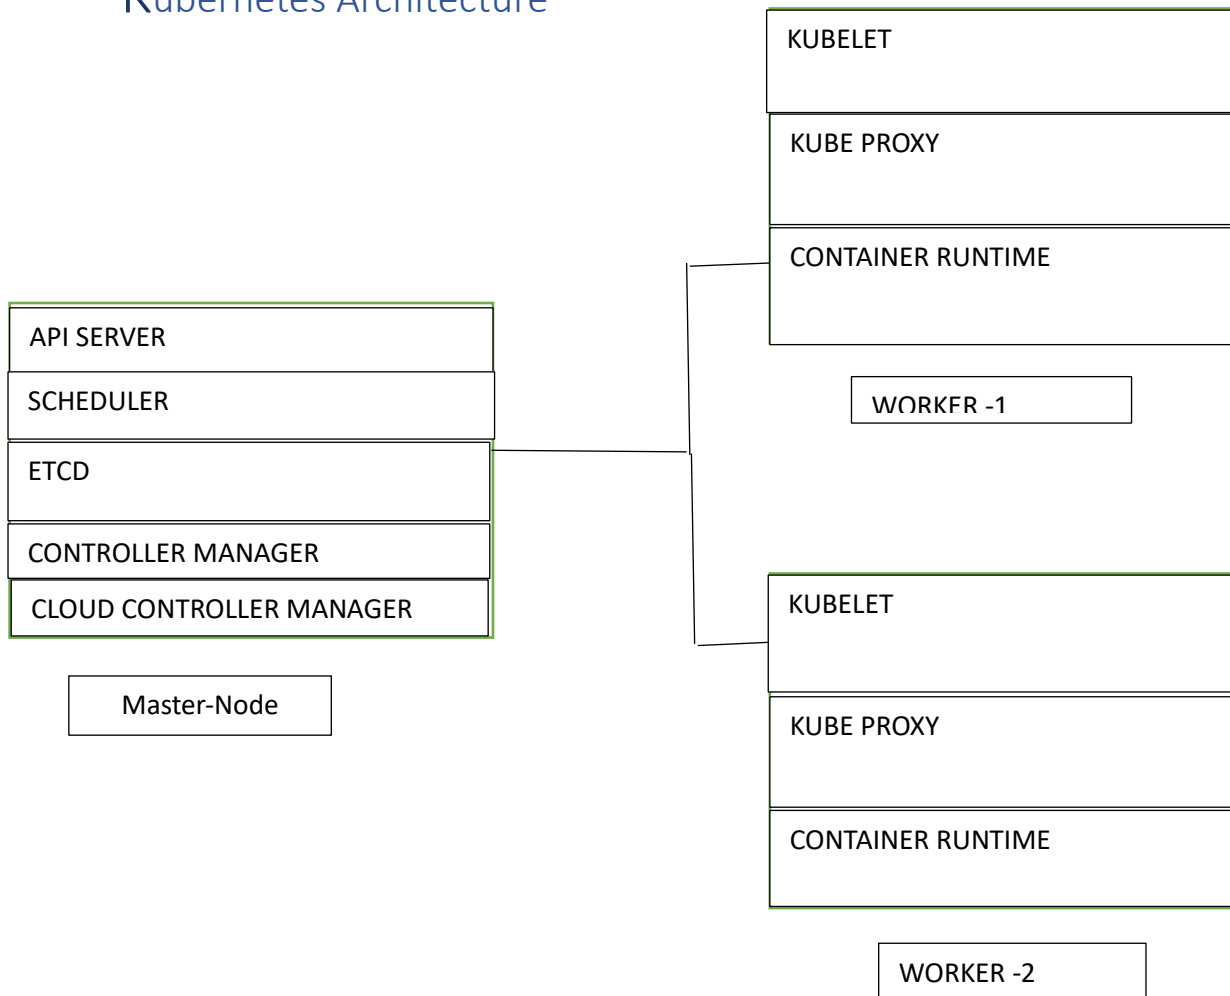 Kubernetes Architecture
API SERVER
SCHEDULER
ETCD
CONTROLLER MANAGER
CLOUD CONTROLLER MANAGER
Master-Node
KUBELET
KUBE PROXY
CONTAINER RUNTIME
WORKER -1
KUBELET
KUBE PROXY
CONTAINER RUNTIME
WORKER -2